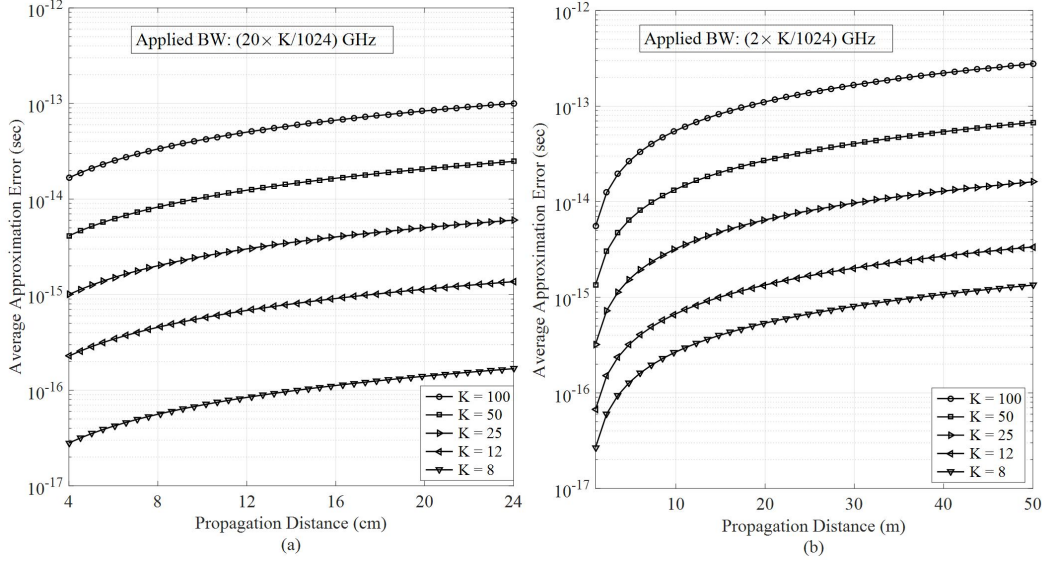 (a)
Applied BW: (20× K/1024) GHz
Average Approximation Error (sec)
10^-12
10^-13
10^-14
10^-15
10^-16
10^-17
K = 100
K = 50
K = 25
K = 12
K = 8
4 8 12 16 20 24
Propagation Distance (cm)
(a)
Applied BW: (2× K/1024) GHz
Average Approximation Error (sec)
10^-12
10^-13
10^-14
10^-15
10^-16
10^-17
K = 100
K = 50
K = 25
K = 12
K = 8
10 20 30 40 50
Propagation Distance (m)
(b)